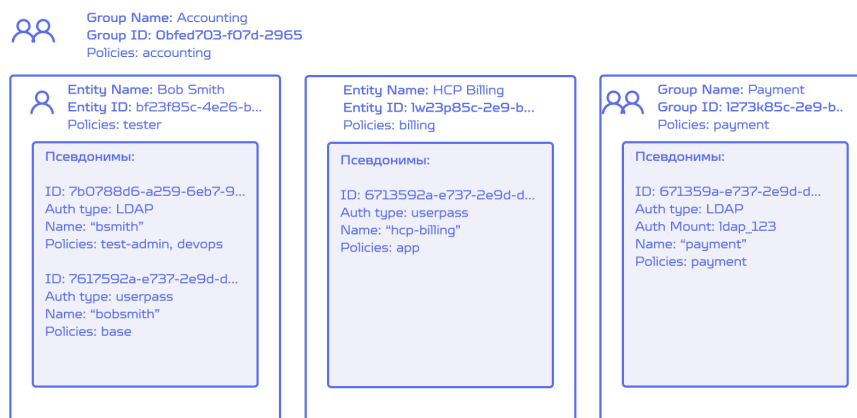 Group Name: Accounting
Group ID: 0bfed703-f07d-2965
Policies: accounting
Entity Name: Bob Smith
Entity ID: bf23f85c-4e26-b...
Policies: tester
Псевдонимы:
ID: 7b0788d6-a259-6eb7-9...
Auth type: LDAP
Name: “bsmith”
Policies: test-admin, devops
ID: 7617592a-e737-2e9d-d...
Auth type: userpass
Name: “bobsmith”
Policies: base
Entity Name: HCP Billing
Entity ID: 1w23p85c-2e9-b...
Policies: billing
Псевдонимы:
ID: 6713592a-e737-2e9d-d...
Auth type: userpass
Name: “hcp-billing”
Policies: app
Group Name: Payment
Group ID: 1273k85c-2e9-b..
Policies: payment
Псевдонимы:
ID: 671359a-e737-2e9d-d...
Auth type: LDAP
Auth Mount: ldap_123
Name: “payment”
Policies: payment